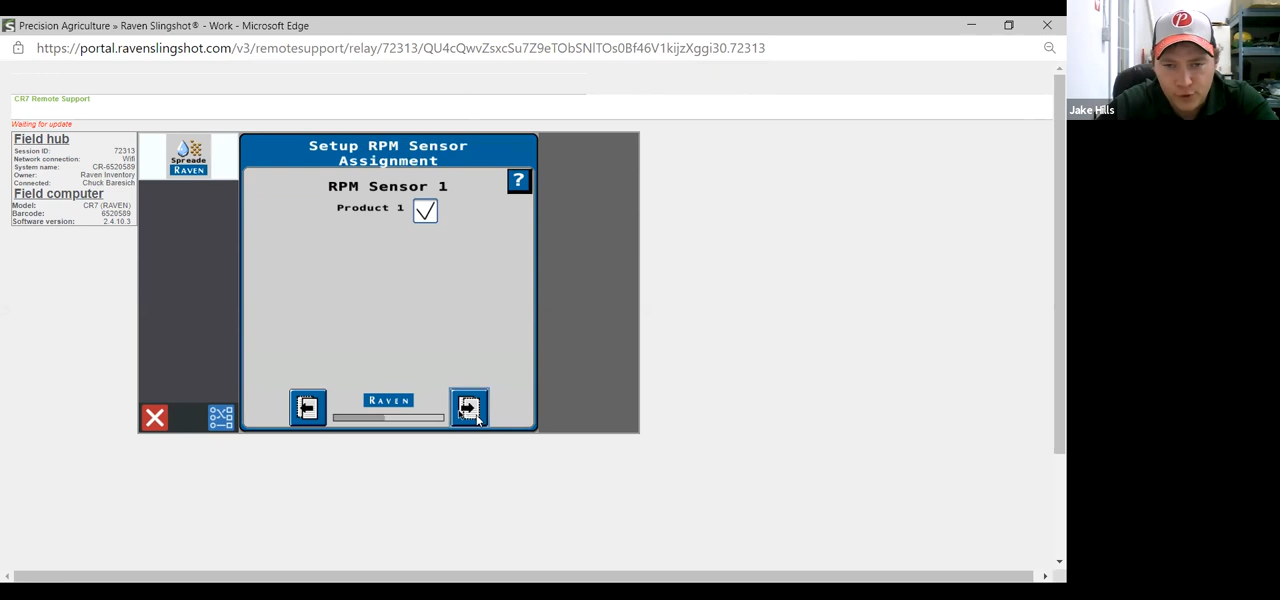 Precision Agriculture » Raven Slingshot® - Work - Microsoft Edge
https://portal.ravenslingshot.com/v3/remotesupport/relay/72313/QU4cQwvZsxcSu7Z9eTObSNlTOs0Bf46V1kijzXggi30.72313
CR7 Remote Support
Waiting for update
Field hub
Session ID: 72313
Network connection: Wifi
System name: CR-6520589
Owner: Raven Inventory
Connected: Chuck Baresich
Field computer
Model: CR7 (RAVEN)
Barcode: 6520589
Software version: 2.4.10.3
Spreade
RAVEN
Setup RPM Sensor
Assignment
?
RPM Sensor 1
Product 1
RAVEN
Jake Hills
P